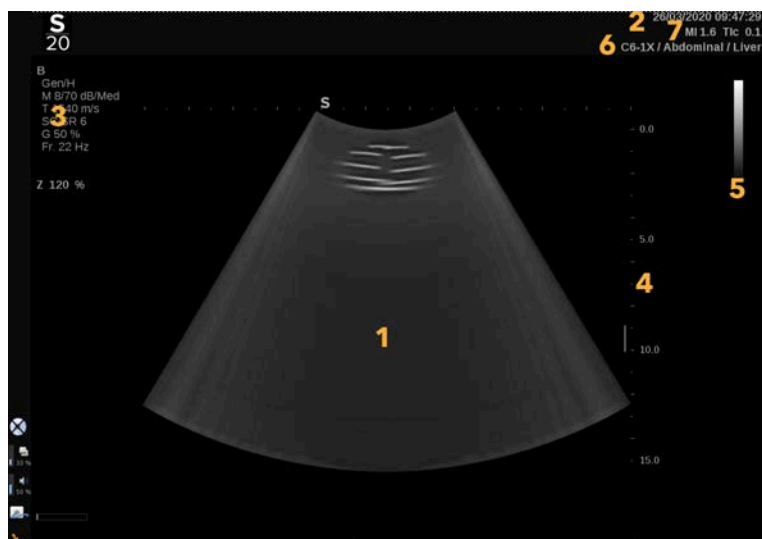 S
20
2
26/03/2020 09:47:29
7
MI 1.6 TIc 0.1
6
C6-1X / Abdominal / Liver
B
Gen/H
M 8/70 dB/Med
3
G 50 %
Fr. 22 Hz
Z 120 %
S
0.0
5
5.0
4
1
10.0
15.0
33 %
50 %